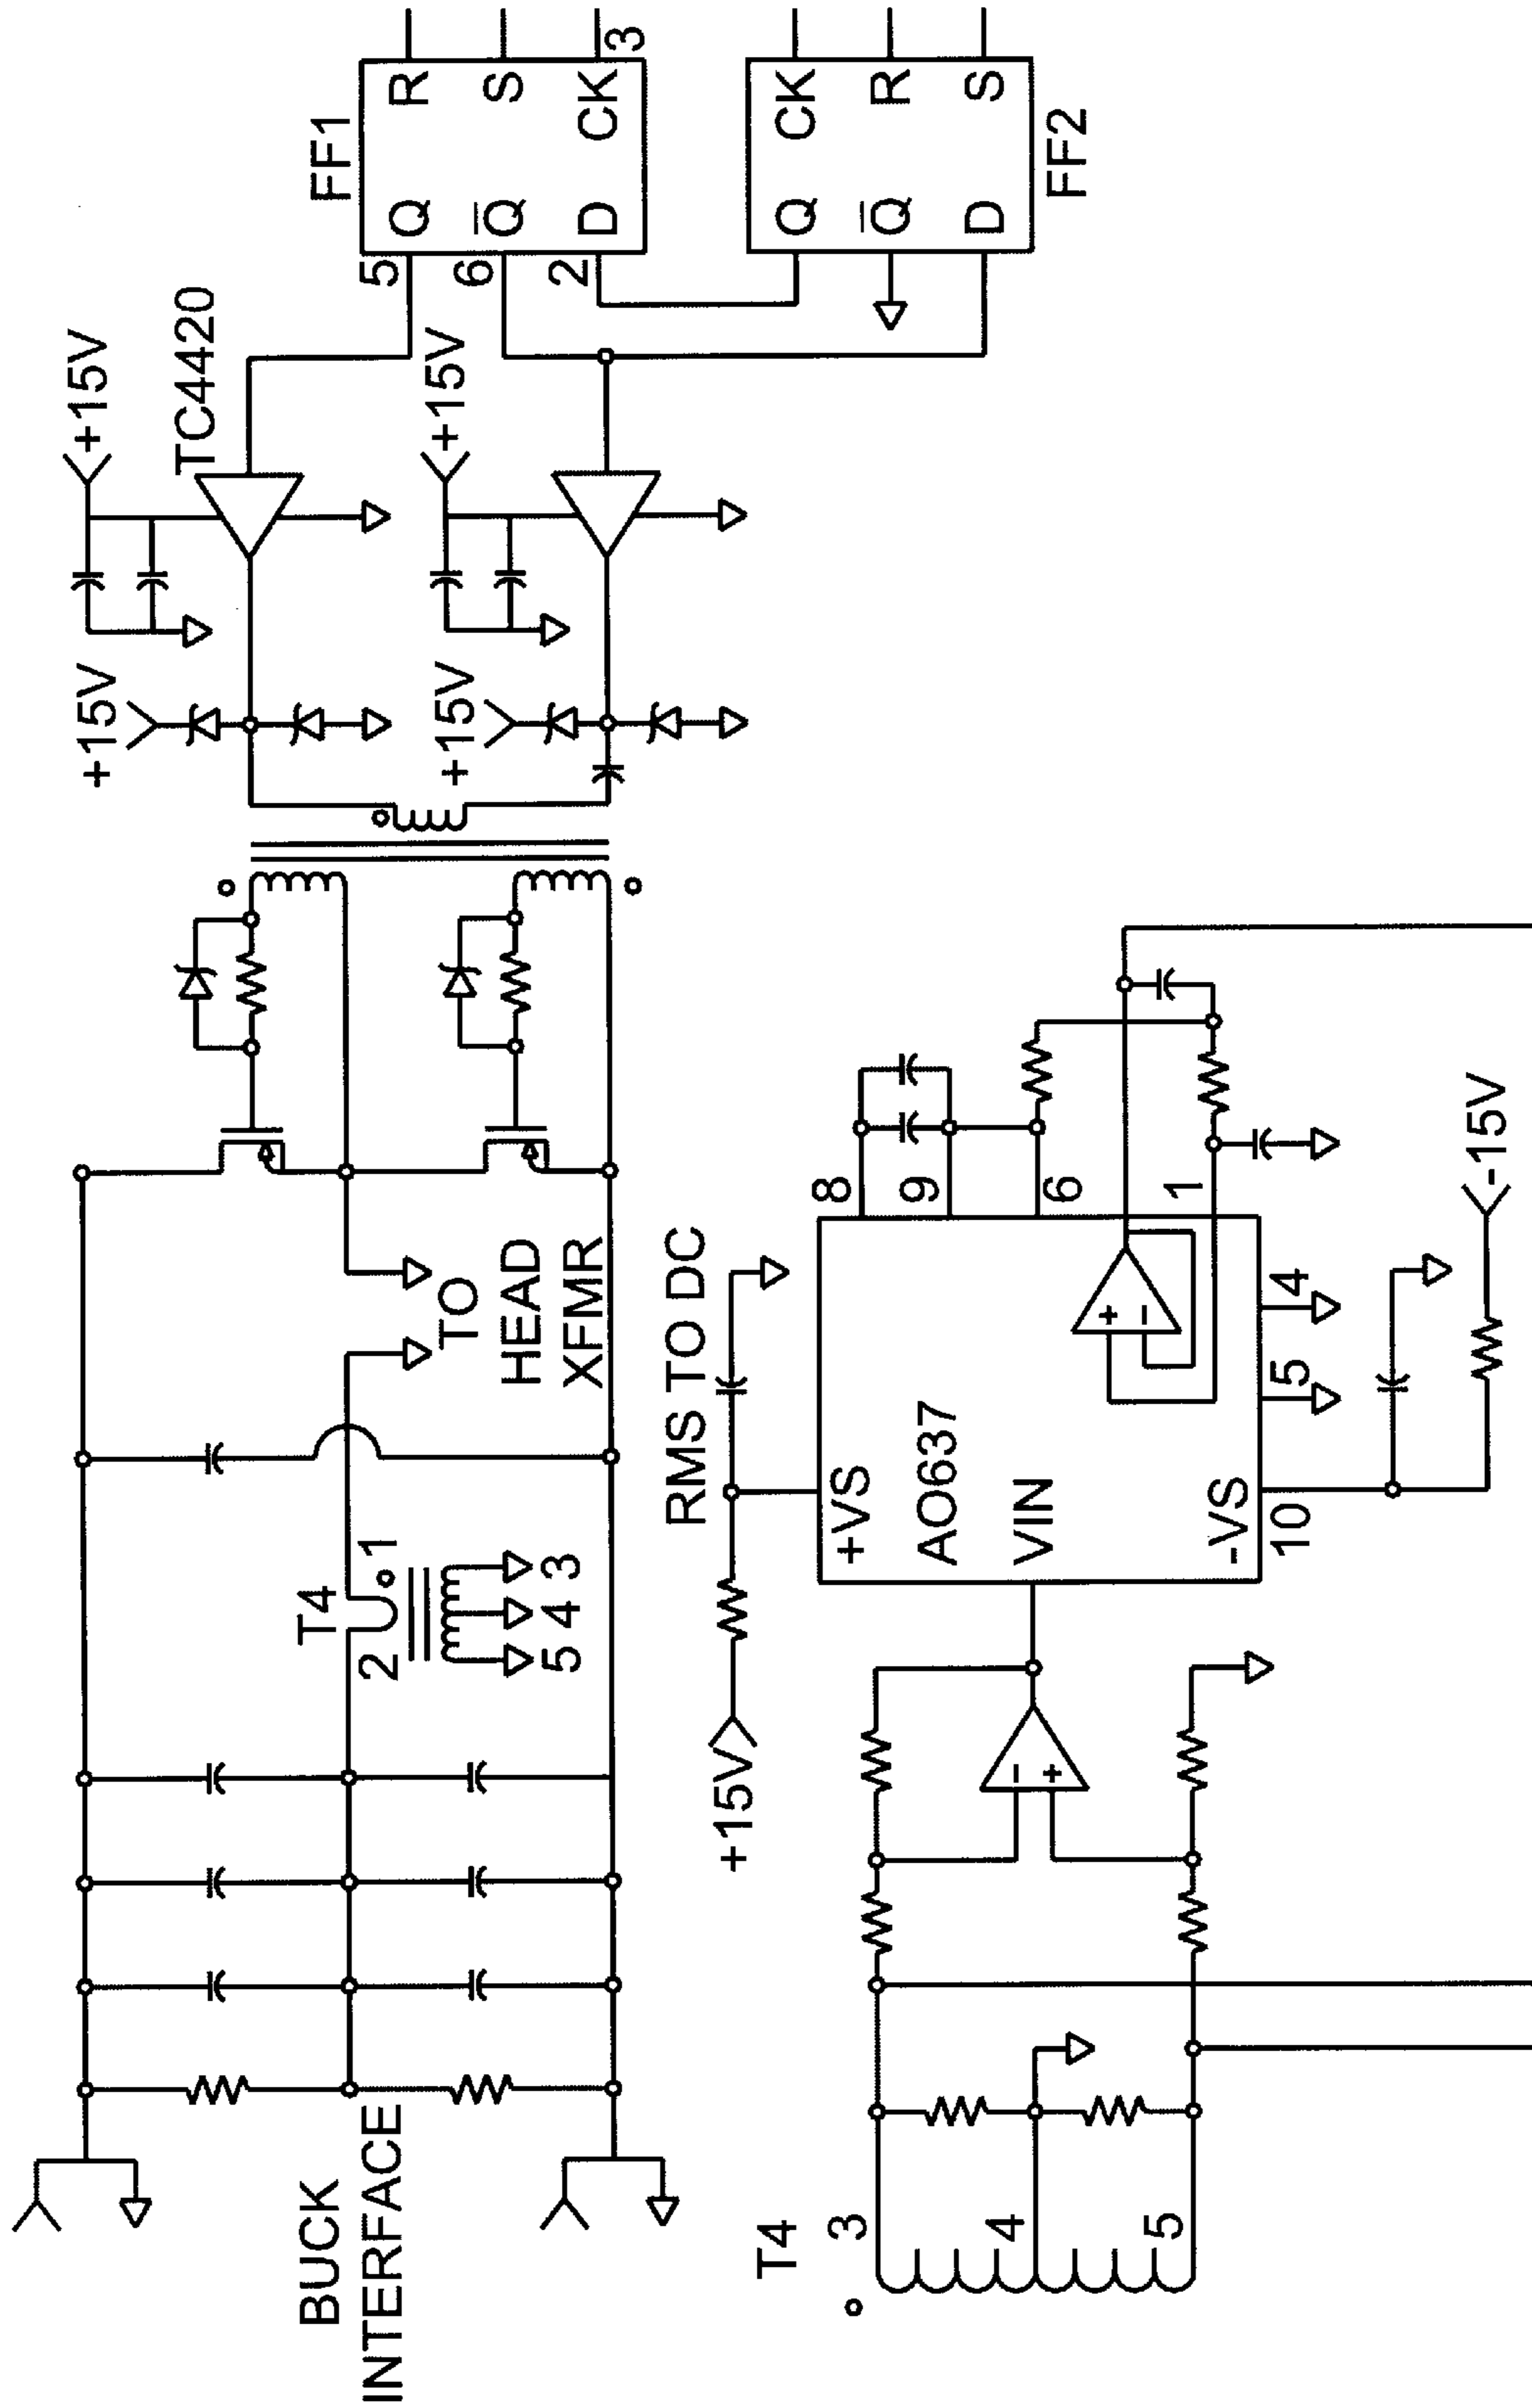 BUCK
INTERFACE
T4
2
1
5
4
3
TO
HEAD
XFMR
+15V
+15V
TC4420
+15V
+15V
FF1
5
Q
R
6
Q
S
2
D
CK
3
Q
CK
Q
R
D
S
FF2
T4
3
4
5
-
+
+15V
RMS TO DC
+VS
8
AO637
9
VIN
6
+
-
1
-VS
10
5
4
-15V